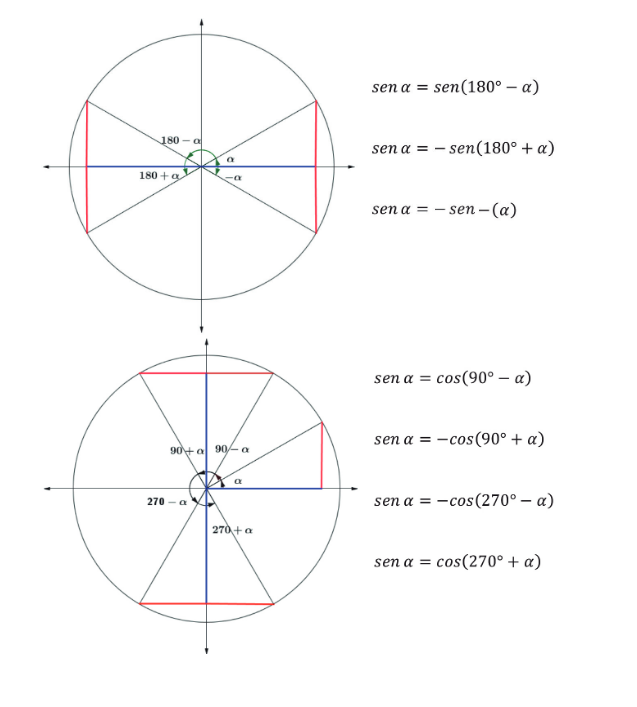 sen α = sen(180° − α)
180 − α
α
sen α = − sen(180° + α)
180 + α
−α
sen α = − sen −(α)
sen α = cos(90° − α)
sen α = −cos(90° + α)
90 + α
90 − α
α
sen α = −cos(270° − α)
270 − α
270 + α
sen α = cos(270° + α)